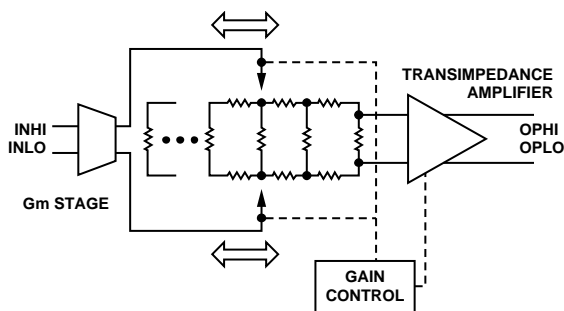 TRANSIMPEDANCE
AMPLIFIER
INHI
INLO
OPHI
OPLO
Gm STAGE
GAIN
CONTROL